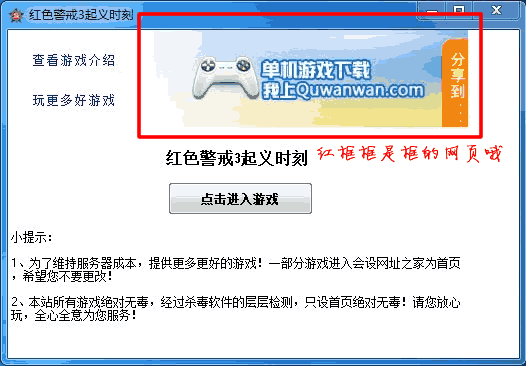 红色警戒3起义时刻
查看游戏介绍
玩更多好游戏
单机游戏下载
我上Quwanwan.com
分享到
红色警戒3起义时刻
红框框是框的网页哦
点击进入游戏
小提示：
1、为了维持服务器成本，提供更多更好的游戏！一部分游戏进入会设网址之家为首页
，希望您不要更改！
2、本站所有游戏绝对无毒，经过杀毒软件的层层检测，只设首页绝对无毒！请您放心
玩，全心全意为您服务！